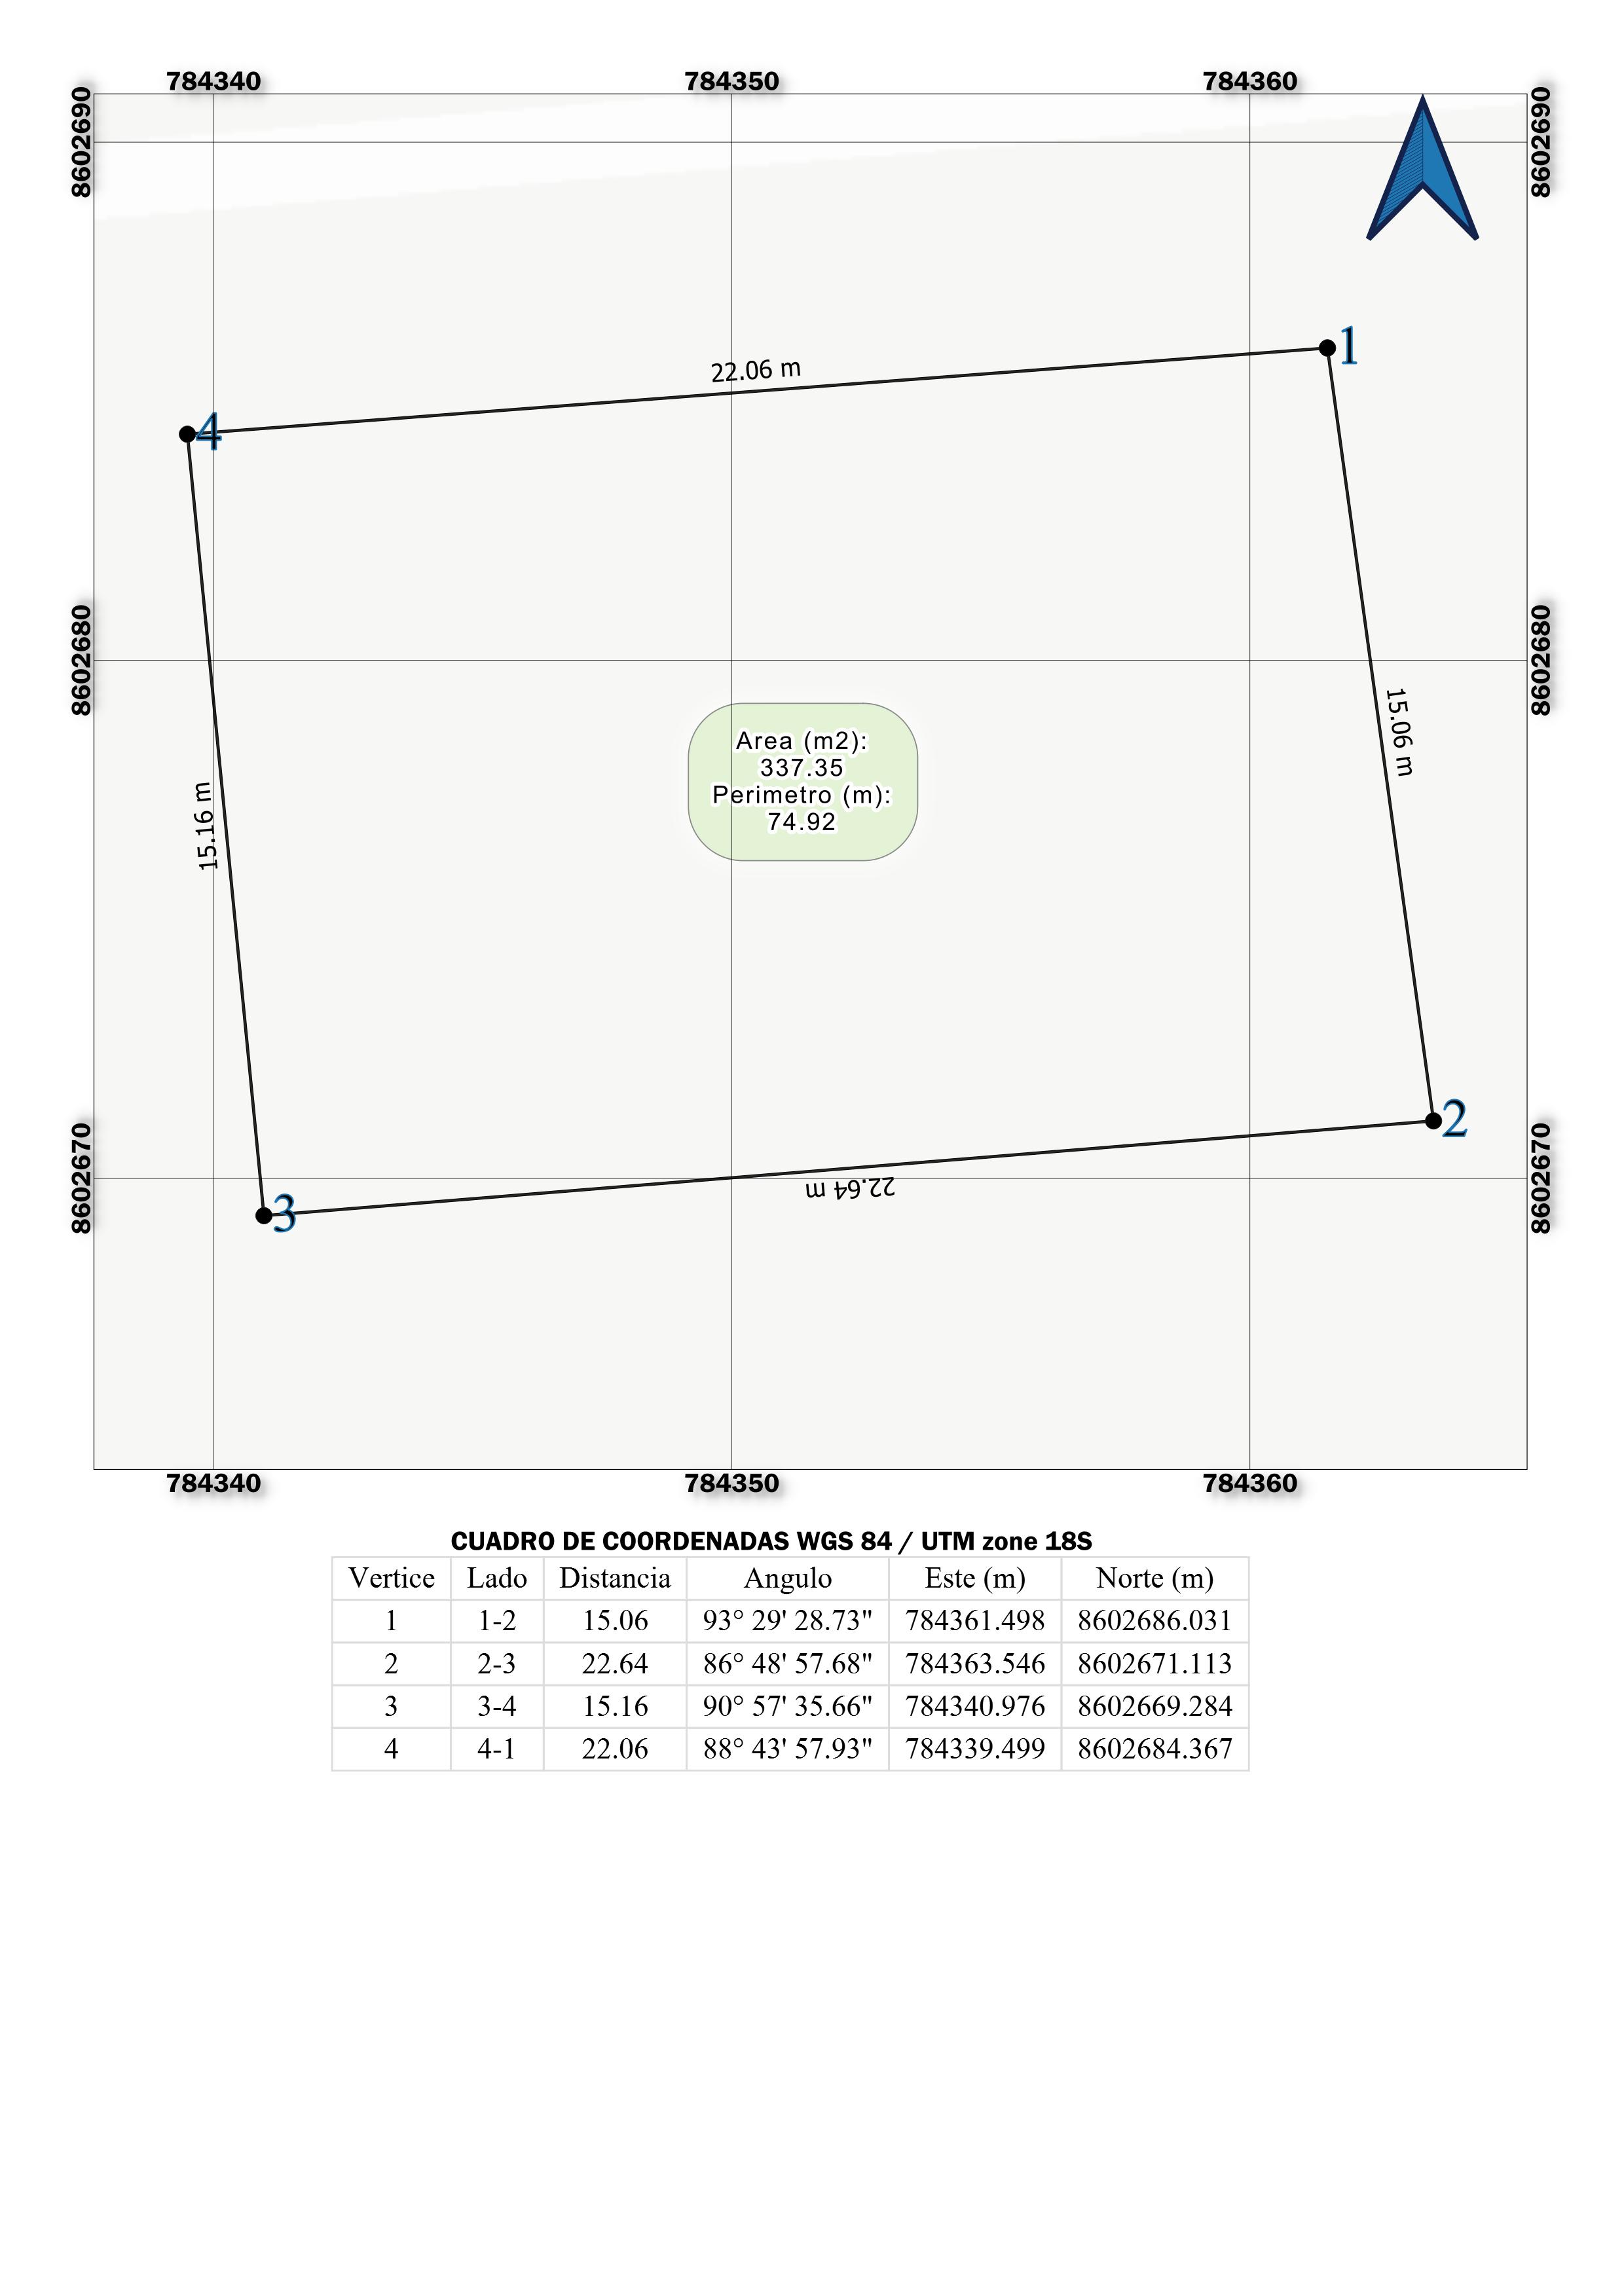 784340 784350 784360
8602690 8602690
1
22.06 m
4
8602680 8602680
15.06 m
Area (m2):
337.35
Perimetro (m):
74.92
15.16 m
2
8602670 8602670
22.64 m
3
784340 784350 784360
CUADRO DE COORDENADAS WGS 84 / UTM zone 18S
Vertice Lado Distancia Angulo Este (m) Norte (m)
1 1-2 15.06 93° 29' 28.73" 784361.498 8602686.031
2 2-3 22.64 86° 48' 57.68" 784363.546 8602671.113
3 3-4 15.16 90° 57' 35.66" 784340.976 8602669.284
4 4-1 22.06 88° 43' 57.93" 784339.499 8602684.367